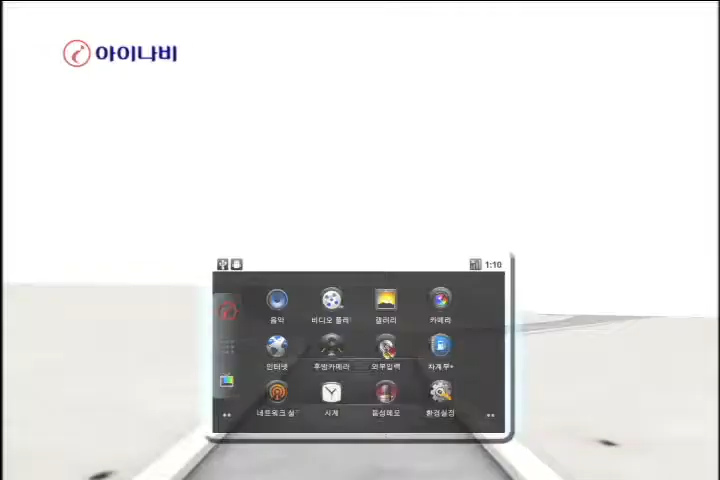 아이나비
1:10
음악 비디오 플레 갤러리 카메라
인터넷 후방카메라 외부입력 차계부+
네트워크 설 시계 음성메모 환경설정